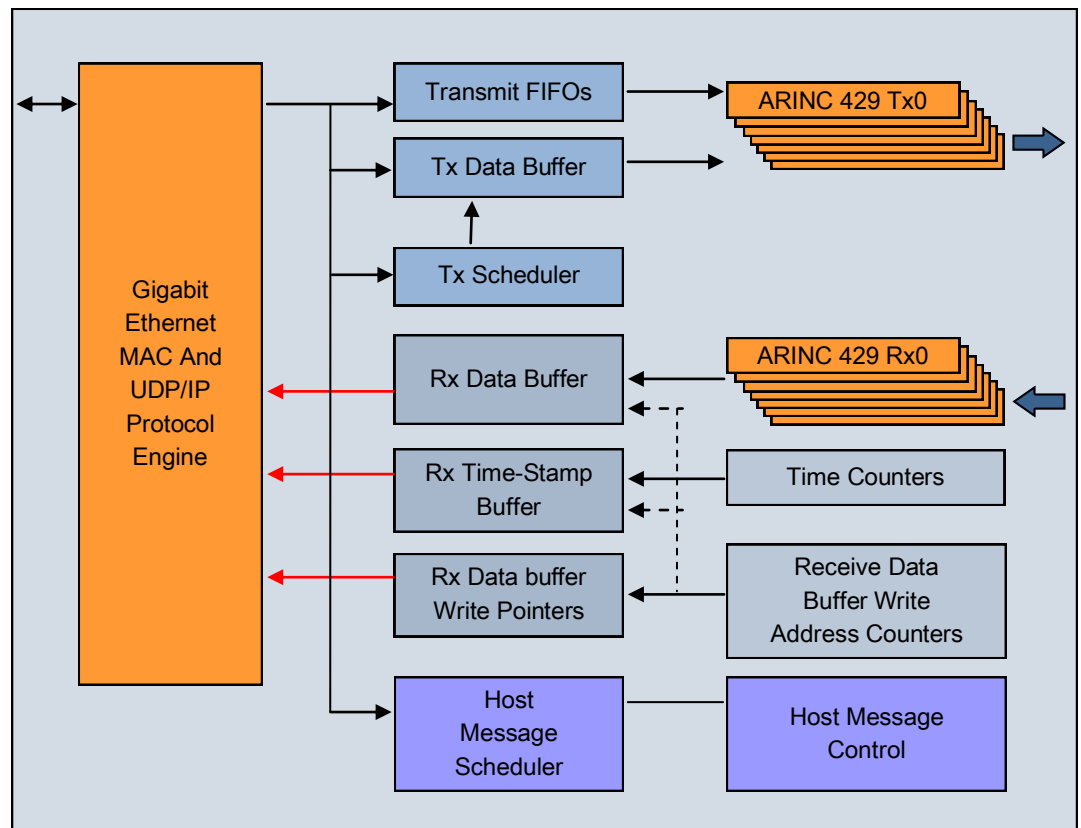 Transmit FIFOs
ARINC 429 Tx0
Tx Data Buffer
Tx Scheduler
Gigabit
Ethernet
MAC And
UDP/IP
Protocol
Engine
Rx Data Buffer
ARINC 429 Rx0
Rx Time-Stamp
Buffer
Time Counters
Rx Data buffer
Write Pointers
Receive Data
Buffer Write
Address Counters
Host
Message
Scheduler
Host Message
Control